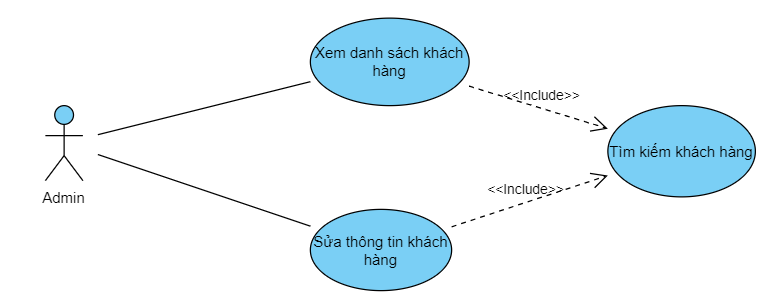 Xem danh sách khách
hàng
<<Include>>
Tìm kiếm khách hàng
Admin
<<Include>>
Sửa thông tin khách
hàng